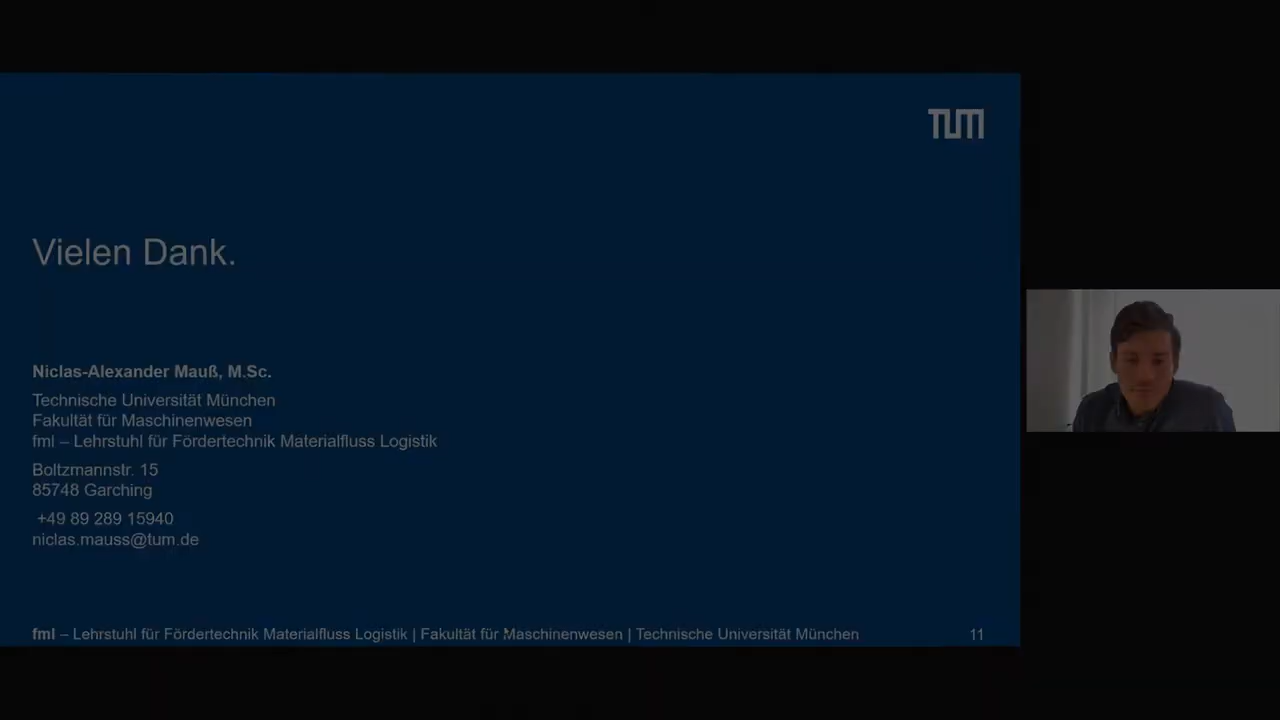 TUM
Vielen Dank.
Niclas-Alexander Mauß, M.Sc.
Technische Universität München
Fakultät für Maschinenwesen
fml – Lehrstuhl für Fördertechnik Materialfluss Logistik
Boltzmannstr. 15
85748 Garching
+49 89 289 15940
niclas.mauss@tum.de
fml – Lehrstuhl für Fördertechnik Materialfluss Logistik | Fakultät für Maschinenwesen | Technische Universität München 11